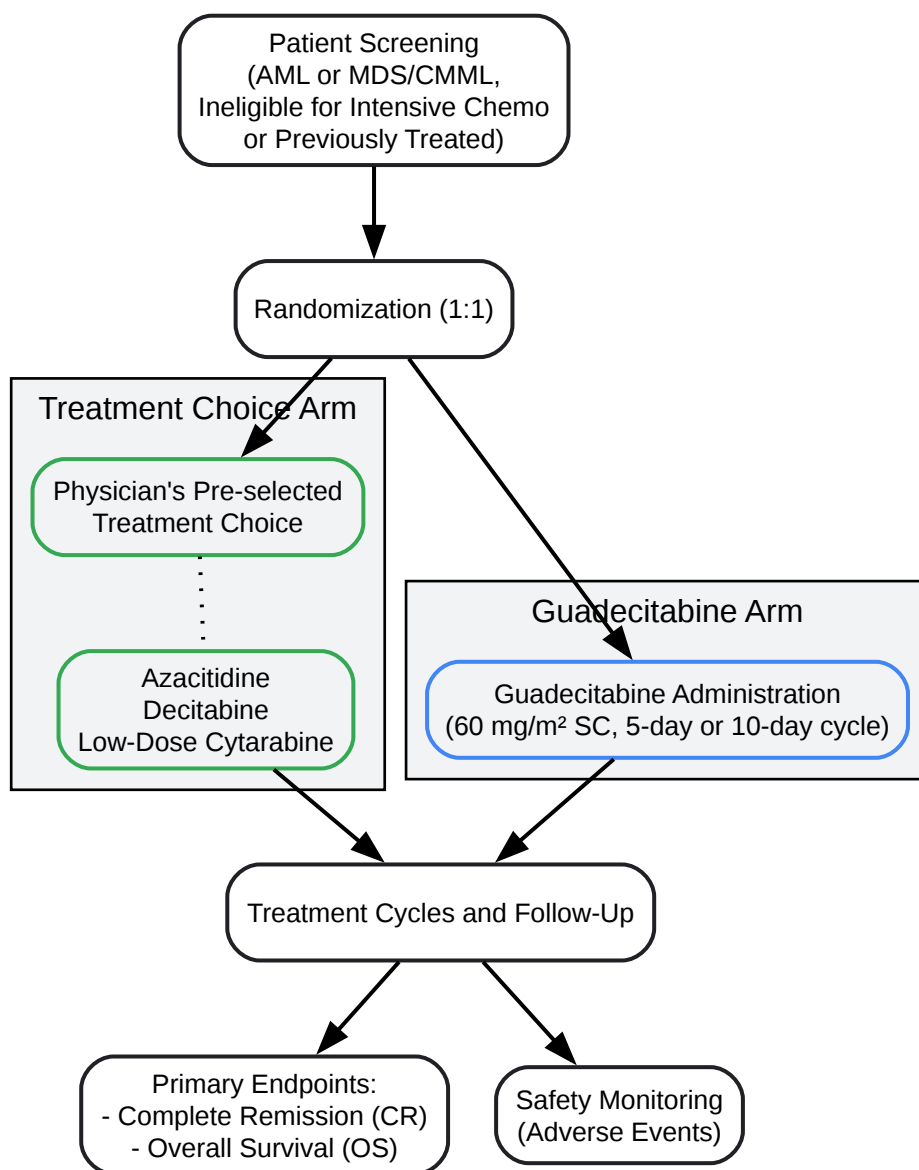 Patient Screening
(AML or MDS/CMML,
Ineligible for Intensive Chemo
or Previously Treated)
Randomization (1:1)
Treatment Choice Arm
Physician's Pre-selected
Treatment Choice
Azacitidine
Decitabine
Low-Dose Cytarabine
Guadecitabine Arm
Guadecitabine Administration
(60 mg/m² SC, 5-day or 10-day cycle)
Treatment Cycles and Follow-Up
Primary Endpoints:
- Complete Remission (CR)
- Overall Survival (OS)
Safety Monitoring
(Adverse Events)